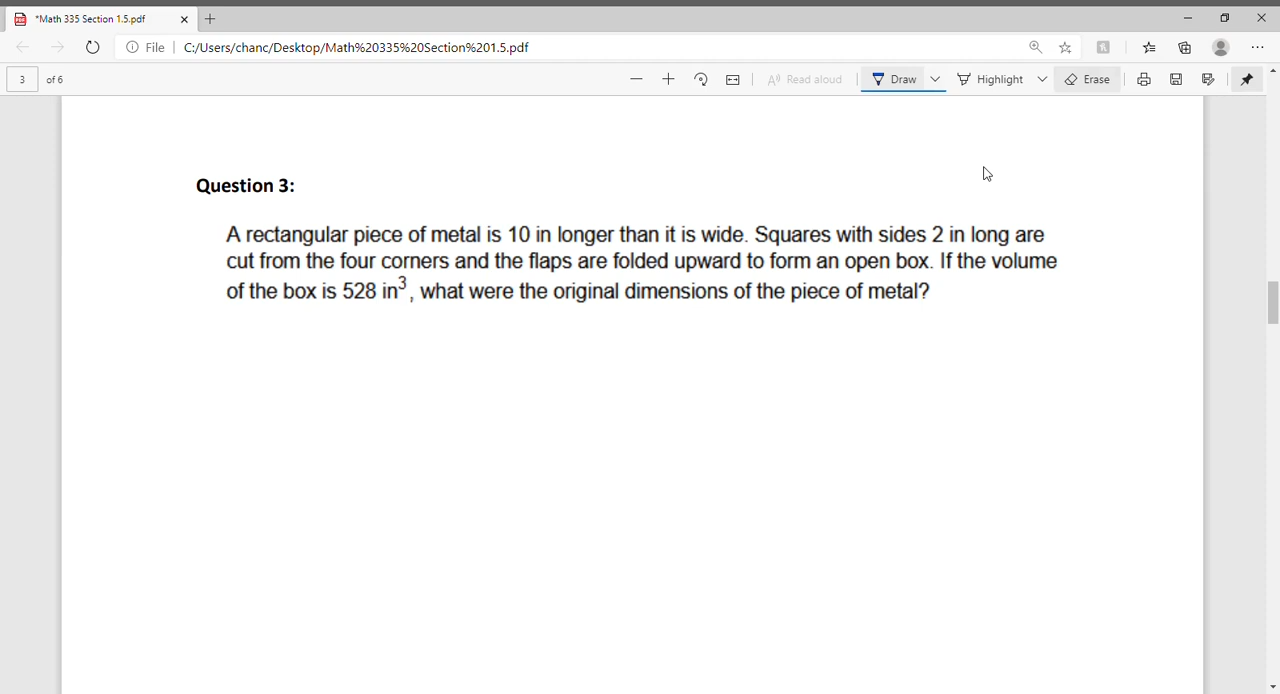 *Math 335 Section 1.5.pdf
File C:/Users/chanc/Desktop/Math%20335%20Section%201.5.pdf
3 of 6 Read aloud Draw Highlight Erase
Question 3:
A rectangular piece of metal is 10 in longer than it is wide. Squares with sides 2 in long are
cut from the four corners and the flaps are folded upward to form an open box. If the volume
of the box is 528 in³, what were the original dimensions of the piece of metal?